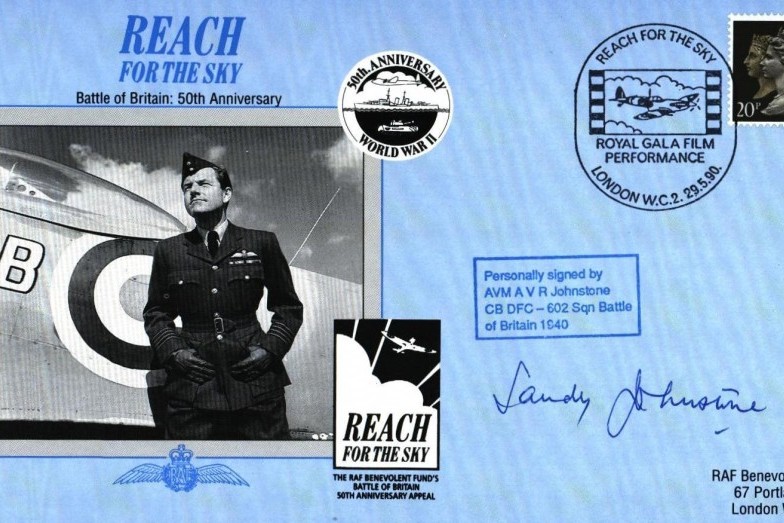 REACH
FOR THE SKY
Battle of Britain: 50th Anniversary
50th. ANNIVERSARY
WORLD WAR II
REACH FOR THE SKY
ROYAL GALA FILM
PERFORMANCE
LONDON W.C.2. 29.5.90.
20P
B
Personally signed by
AVM A V R Johnstone
CB DFC – 602 Sqn Battle
of Britain 1940
Sandy Johnstone
REACH
FOR THE SKY
THE RAF BENEVOLENT FUND'S
BATTLE OF BRITAIN
50TH ANNIVERSARY APPEAL
RAF
RAF Benevo
67 Portl
London